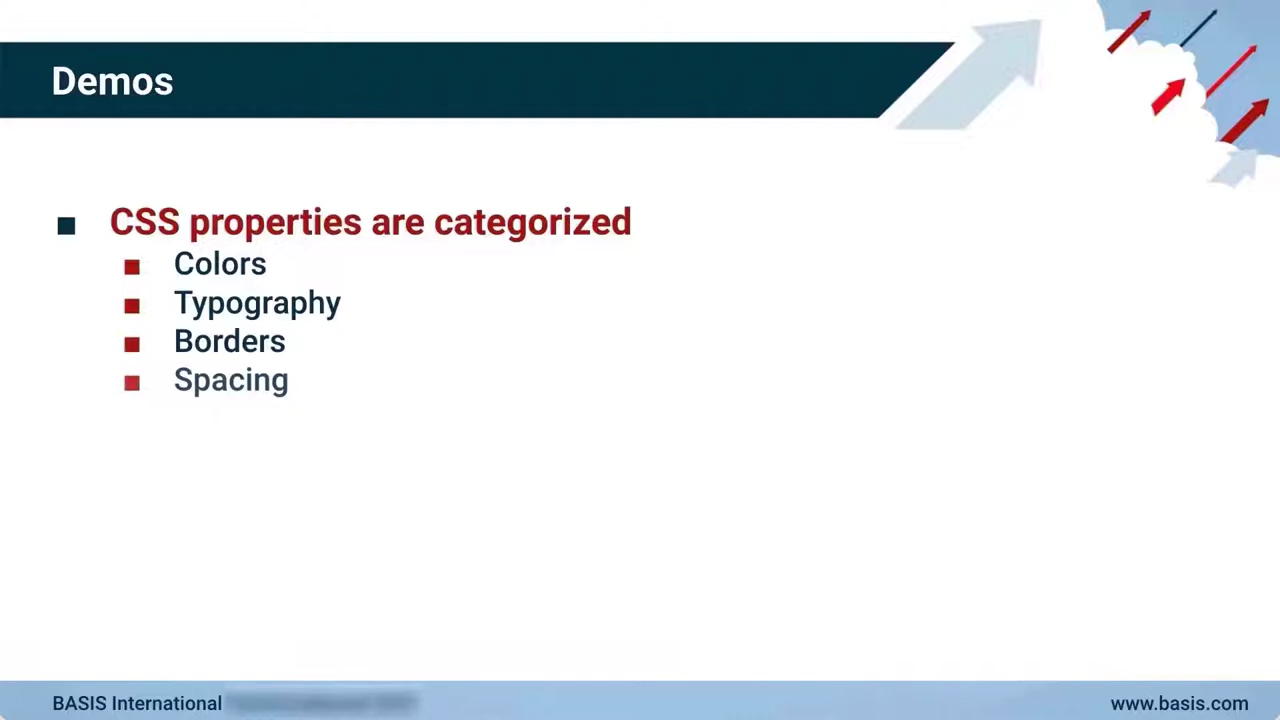 Demos
CSS properties are categorized
Colors
Typography
Borders
Spacing
BASIS International
www.basis.com